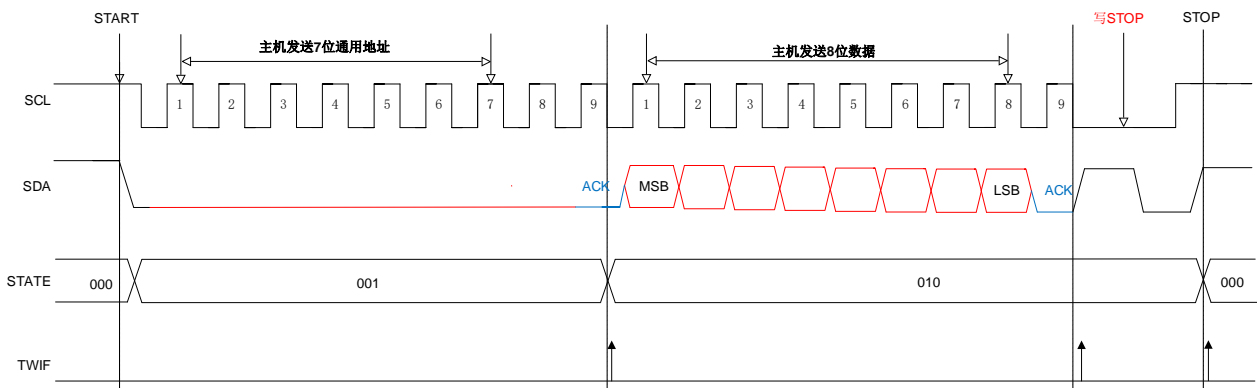 START
写STOP
STOP
主机发送7位通用地址
主机发送8位数据
SCL
1 2 3 4 5 6 7 8 9 1 2 3 4 5 6 7 8 9
SDA
ACK MSB LSB ACK
STATE 000 001 010 000
TWIF